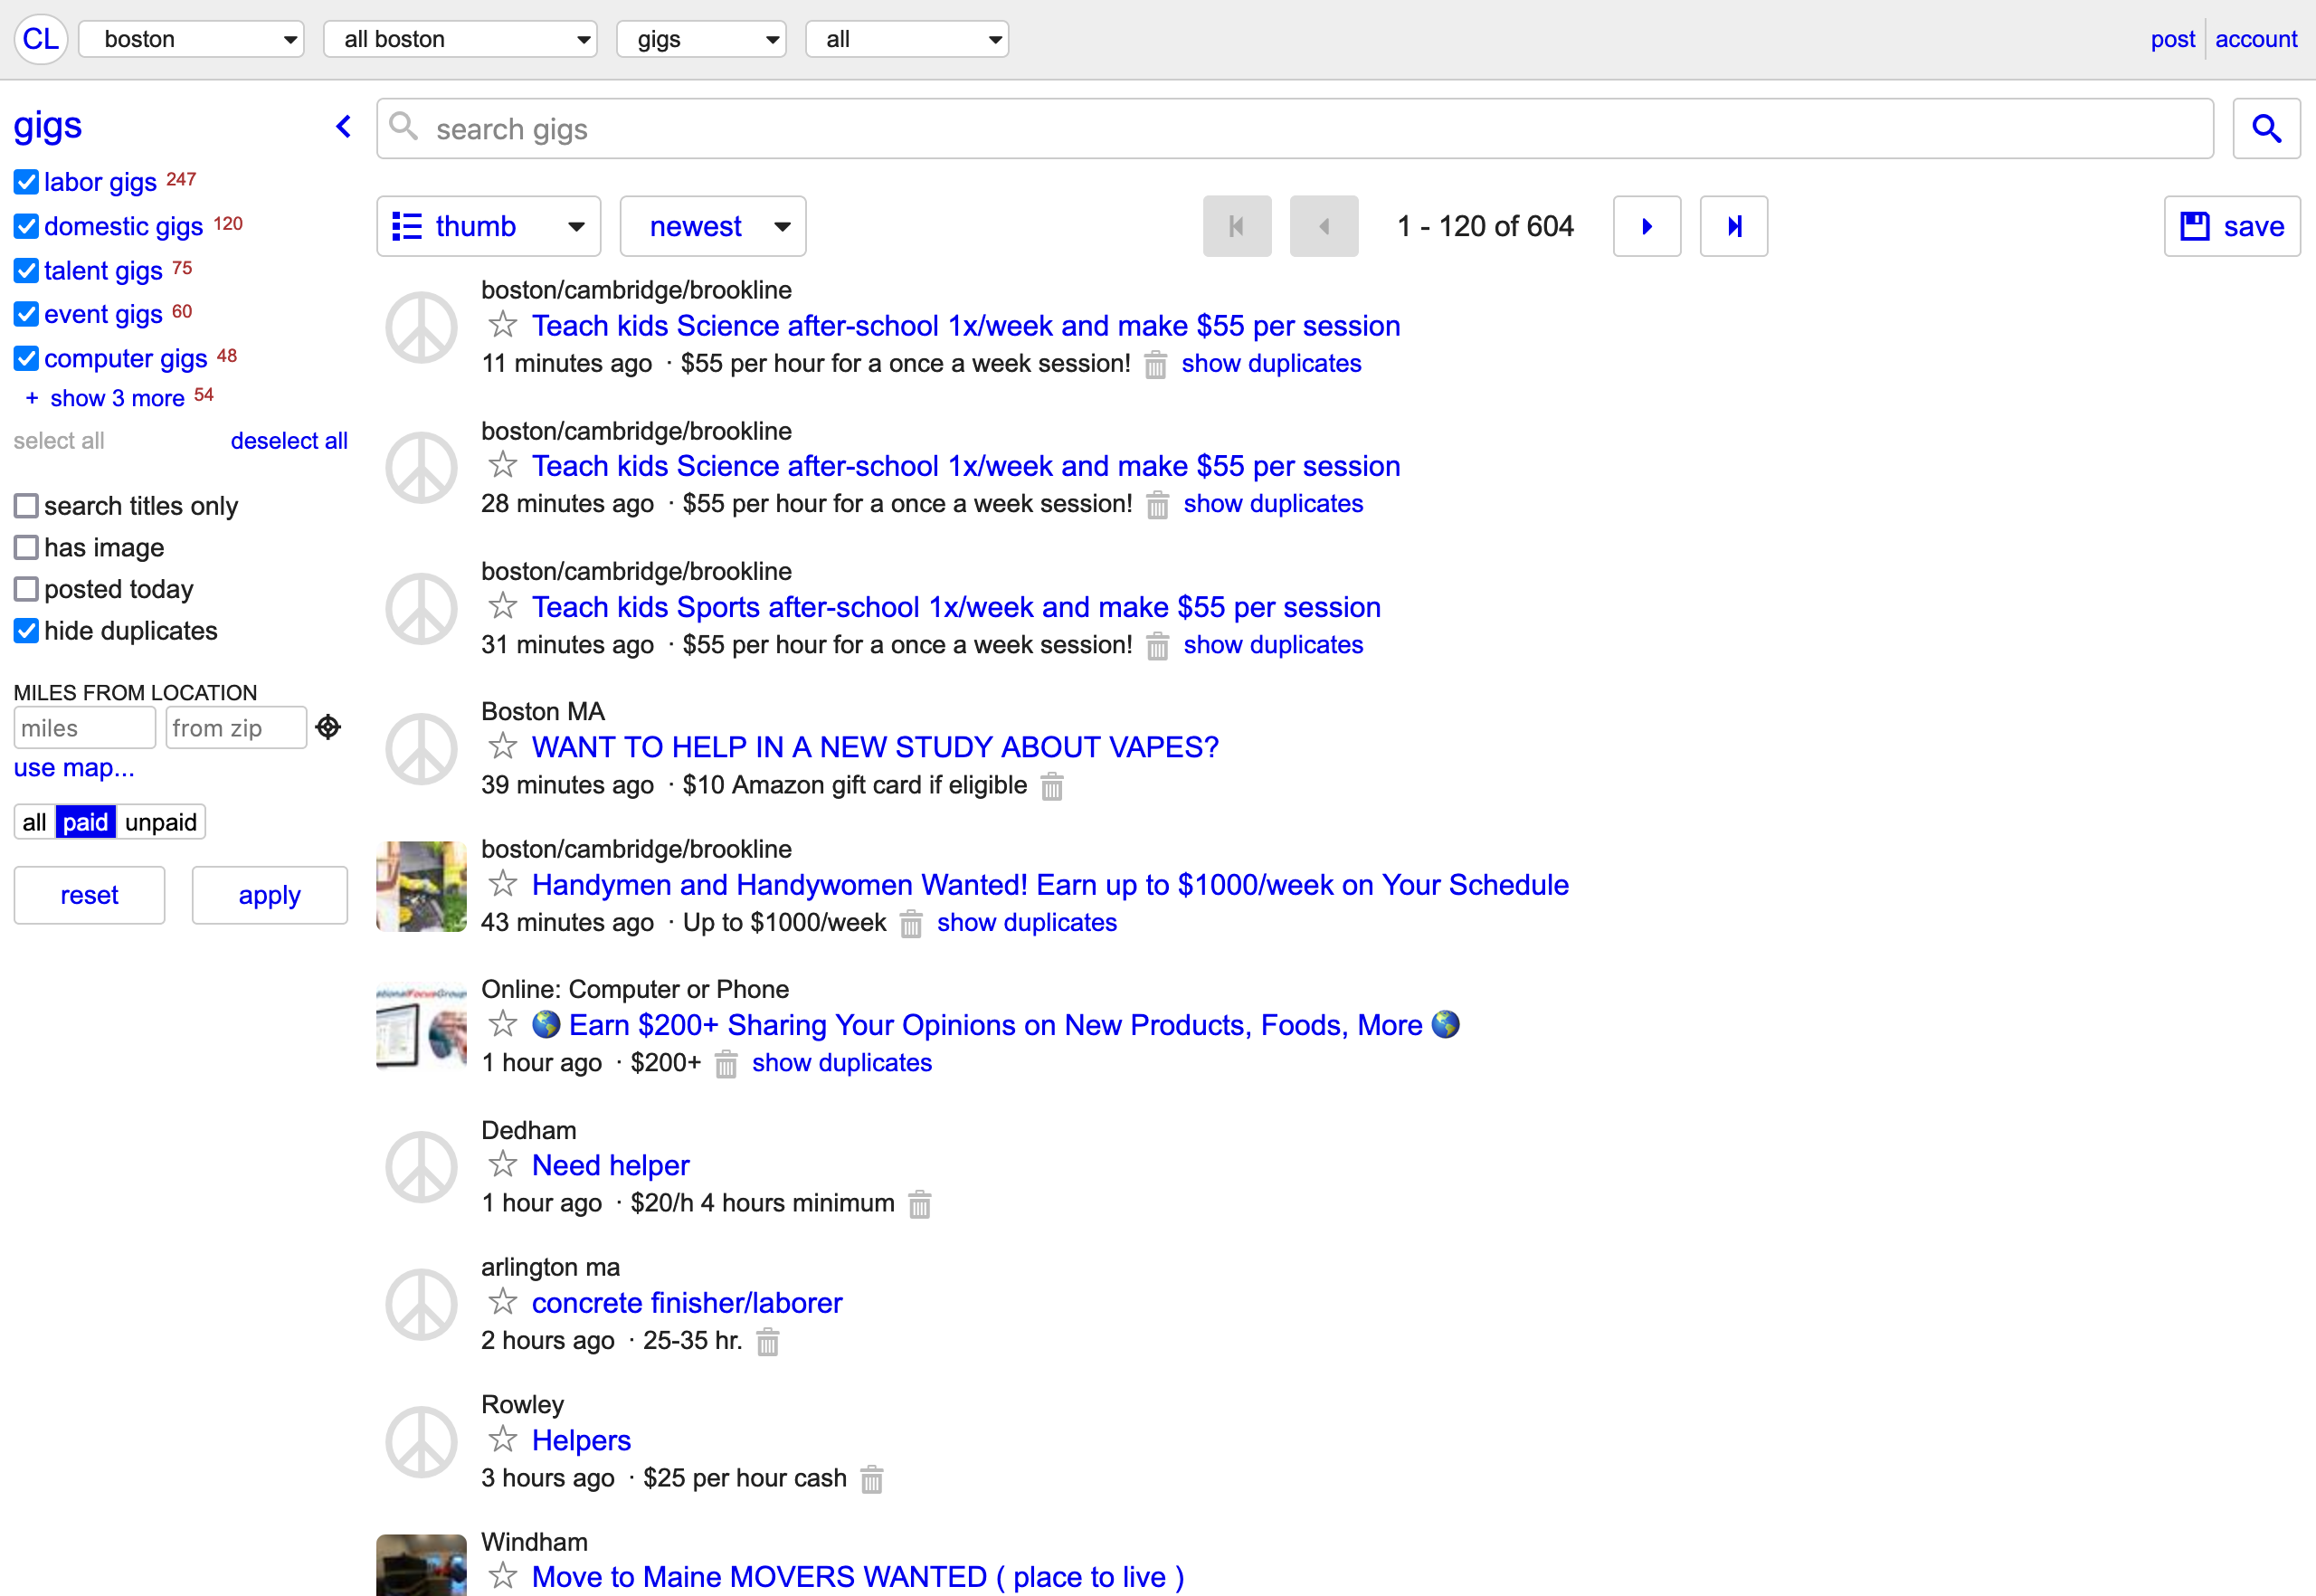 CL boston all boston gigs all post account
gigs
search gigs
labor gigs 247
domestic gigs 120
talent gigs 75
event gigs 60
computer gigs 48
+ show 3 more 54
select all deselect all
search titles only
has image
posted today
hide duplicates
MILES FROM LOCATION
miles from zip
use map...
all paid unpaid
reset apply
thumb newest 1 - 120 of 604 save
boston/cambridge/brookline
Teach kids Science after-school 1x/week and make $55 per session
11 minutes ago · $55 per hour for a once a week session! show duplicates
boston/cambridge/brookline
Teach kids Science after-school 1x/week and make $55 per session
28 minutes ago · $55 per hour for a once a week session! show duplicates
boston/cambridge/brookline
Teach kids Sports after-school 1x/week and make $55 per session
31 minutes ago · $55 per hour for a once a week session! show duplicates
Boston MA
WANT TO HELP IN A NEW STUDY ABOUT VAPES?
39 minutes ago · $10 Amazon gift card if eligible
boston/cambridge/brookline
Handymen and Handywomen Wanted! Earn up to $1000/week on Your Schedule
43 minutes ago · Up to $1000/week show duplicates
Online: Computer or Phone
🌎 Earn $200+ Sharing Your Opinions on New Products, Foods, More 🌎
1 hour ago · $200+ show duplicates
Dedham
Need helper
1 hour ago · $20/h 4 hours minimum
arlington ma
concrete finisher/laborer
2 hours ago · 25-35 hr.
Rowley
Helpers
3 hours ago · $25 per hour cash
Windham
Move to Maine MOVERS WANTED ( place to live )